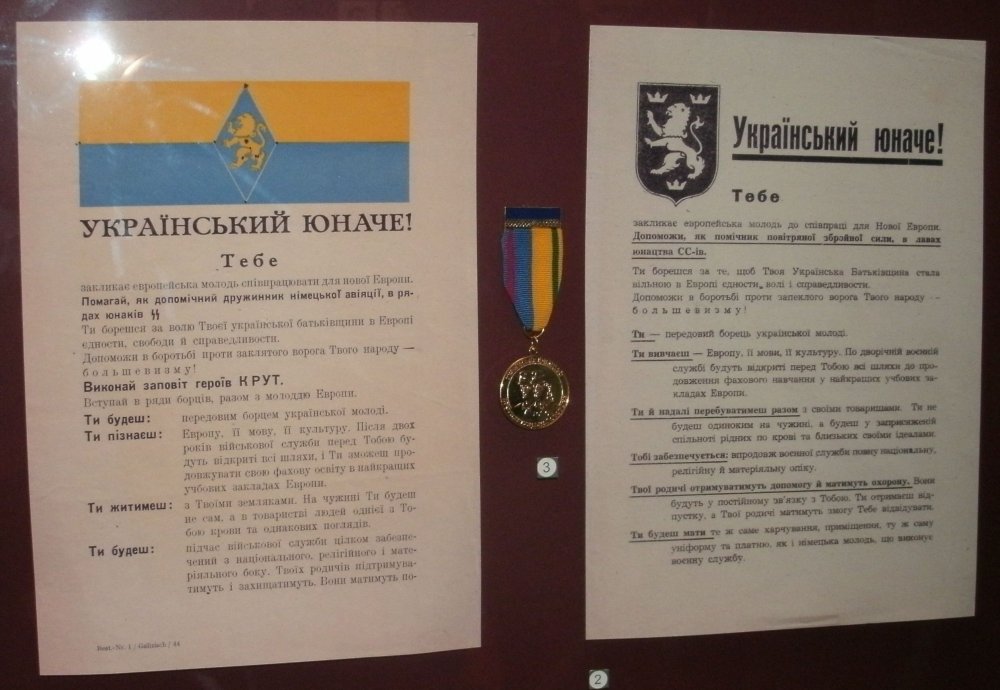 УКРАЇНСЬКИЙ ЮНАЧЕ!
Тебе
закликає європейська молодь співпрацювати для нової Европи.
Помагай, як допомічний дружинник німецької авіяції, в ря-
дах юнаків ᛋᛋ
Ти борешся за волю Твоєї української батьківщини в Европі
єдности, свободи й справедливости.
Допоможи в боротьбі проти заклятого ворога Твого народу —
большевизму!
Виконай заповіт героїв КРУТ.
Вступай в ряди борців, разом з молоддю Европи.
Ти будеш: передовим борцем української молоді.
Ти пізнаєш: Европу, її мову, її культуру. Після двох
років військової служби перед Тобою бу-
дуть відкриті всі шляхи, і Ти зможеш про-
довжувати свою фахову освіту в найкращих
учбових закладах Европи.
Ти житимеш: з Твоїми земляками. На чужині Ти будеш
не сам, а в товаристві людей однієї з То-
бою крови та однакових поглядів.
Ти будеш: підчас військової служби цілком забезпе-
чений з національного, релігійного і мате-
ріяльного боку. Твоїх родичів підтримува-
тимуть і захищатимуть. Вони матимуть по-
Best.-Nr. 1 / Galizisch / 44
3
Український юначе!
Тебе
закликає европейська молодь до співпраці для Нової Европи.
Допоможи, як помічник повітряної збройної сили, в лавах
юнацтва СС-ів.
Ти борешся за те, щоб Твоя Українська Батьківщина стала
вільною в Европі єдности, волі і справедливости.
Допоможи в боротьбі проти запеклого ворога Твого народу —
большевизму!
Ти — передовий борець української молоді.
Ти вивчаєш — Европу, її мови, її культуру. По дворічній воєнній
службі будуть відкриті перед Тобою всі шляхи до про-
довження фахового навчання у найкращих учбових за-
кладах Европи.
Ти й надалі перебуватимеш разом з своїми товаришами. Ти не
будеш одиноким на чужині, а будеш у заприсяженій
спільноті рідних по крові та близьких своїми ідеалами.
Тобі забезпечується: впродовж воєнної служби повну національну,
релігійну й матеріяльну опіку.
Твої родичі отримуватимуть допомогу й матимуть охорону. Вони
будуть у постійному зв'язку з Тобою. Ти отримаєш від-
пустку, а Твої родичі матимуть змогу Тебе відвідувати.
Ти будеш мати те ж саме харчування, приміщення, ту ж саму
уніформу та платню, як і німецька молодь, що виконує
воєнну службу.
2